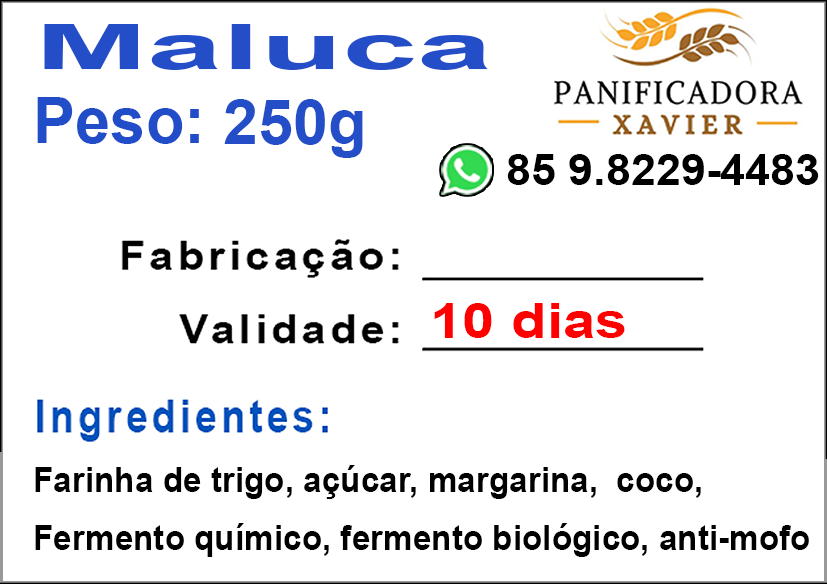 Maluca
PANIFICADORA
XAVIER
Peso: 250g
85 9.8229-4483
Fabricação:
Validade: 10 dias
Ingredientes:
Farinha de trigo, açúcar, margarina, coco,
Fermento químico, fermento biológico, anti-mofo